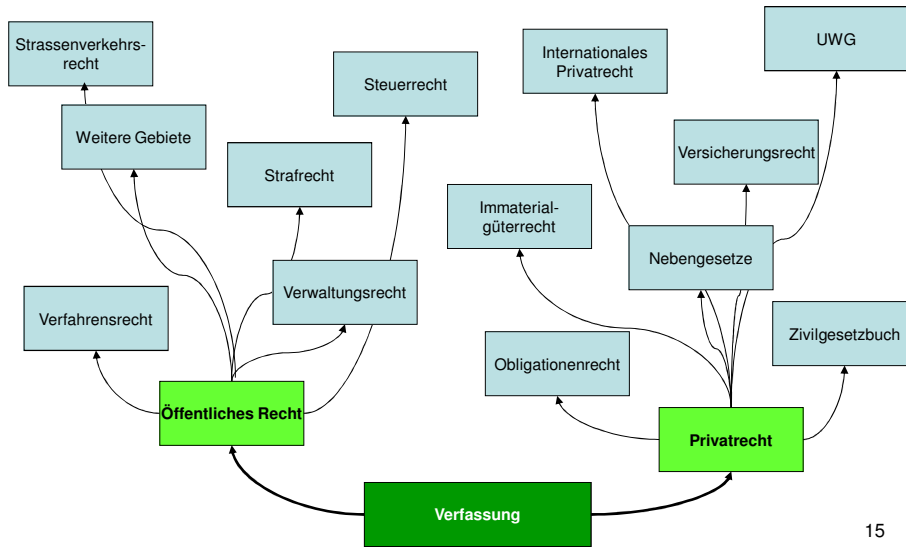 Strassenverkehrs-
recht
Weitere Gebiete
Steuerrecht
Strafrecht
Verwaltungsrecht
Verfahrensrecht
Öffentliches Recht
Internationales
Privatrecht
UWG
Versicherungsrecht
Immaterial-
güterrecht
Nebengesetze
Zivilgesetzbuch
Obligationenrecht
Privatrecht
Verfassung
15